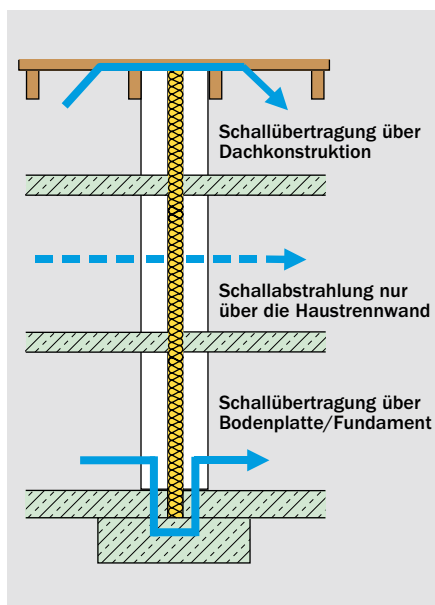 Schallübertragung über
Dachkonstruktion
Schallabstrahlung nur
über die Haustrennwand
Schallübertragung über
Bodenplatte/Fundament